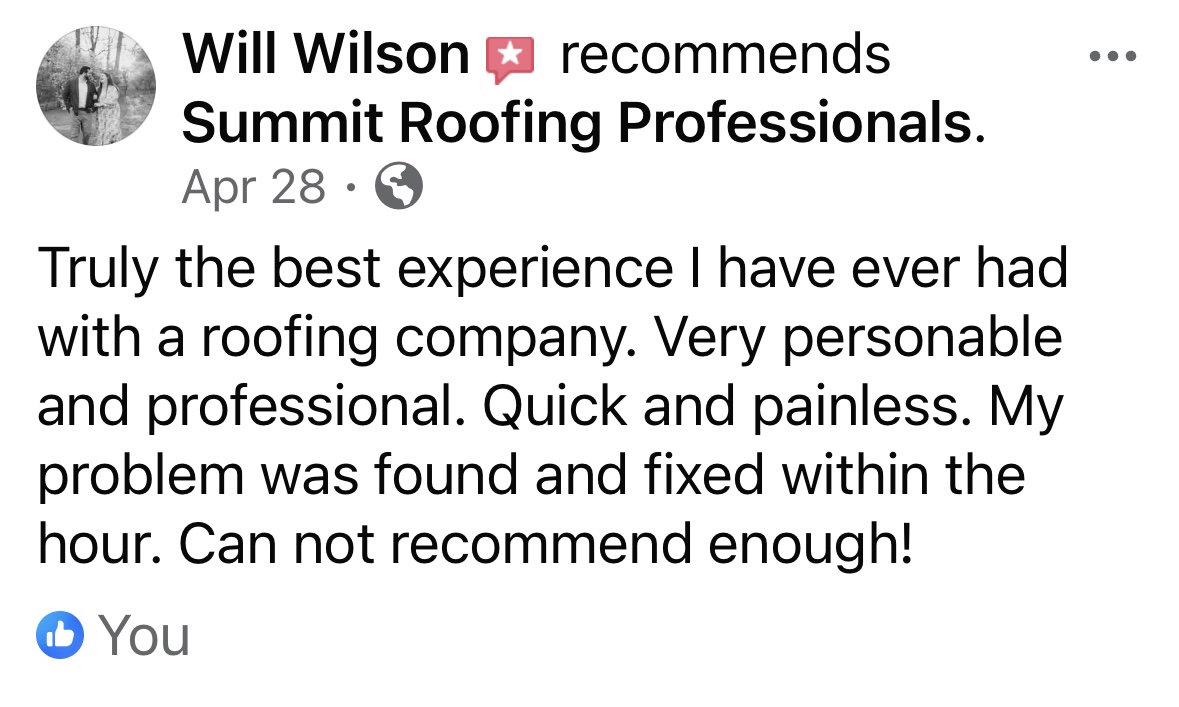 Will Wilson recommends
Summit Roofing Professionals.
Apr 28 ·
Truly the best experience I have ever had
with a roofing company. Very personable
and professional. Quick and painless. My
problem was found and fixed within the
hour. Can not recommend enough!
You